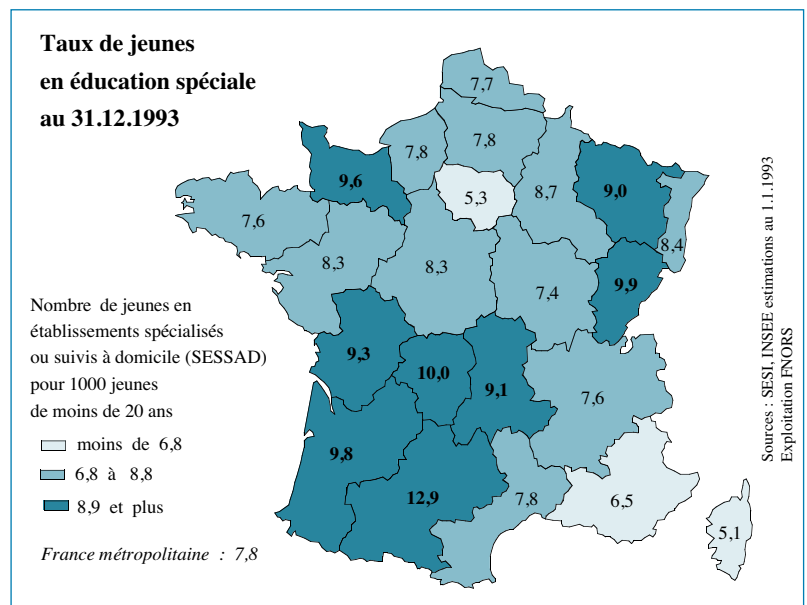 Taux de jeunes
en éducation spéciale
au 31.12.1993
7,7
7,8
7,8
9,6
5,3
8,7
9,0
7,6
8,4
8,3
8,3
7,4
9,9
Nombre de jeunes en
établissements spécialisés
ou suivis à domicile (SESSAD)
pour 1000 jeunes
de moins de 20 ans
9,3
10,0
9,1
7,6
moins de 6,8
6,8 à 8,8
8,9 et plus
9,8
12,9
7,8
6,5
5,1
France métropolitaine : 7,8
Sources : SESI, INSEE estimations au 1.1.1993
Exploitation FNORS